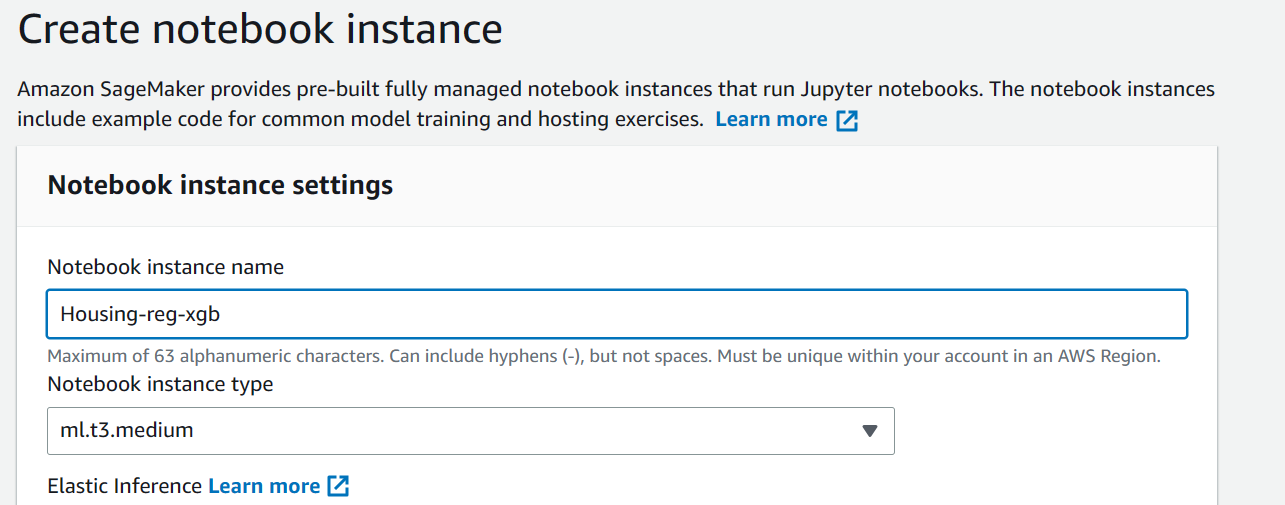 Create notebook instance
Amazon SageMaker provides pre-built fully managed notebook instances that run Jupyter notebooks. The notebook instances
include example code for common model training and hosting exercises. Learn more
Notebook instance settings
Notebook instance name
Housing-reg-xgb
Maximum of 63 alphanumeric characters. Can include hyphens (-), but not spaces. Must be unique within your account in an AWS Region.
Notebook instance type
ml.t3.medium
Elastic Inference Learn more